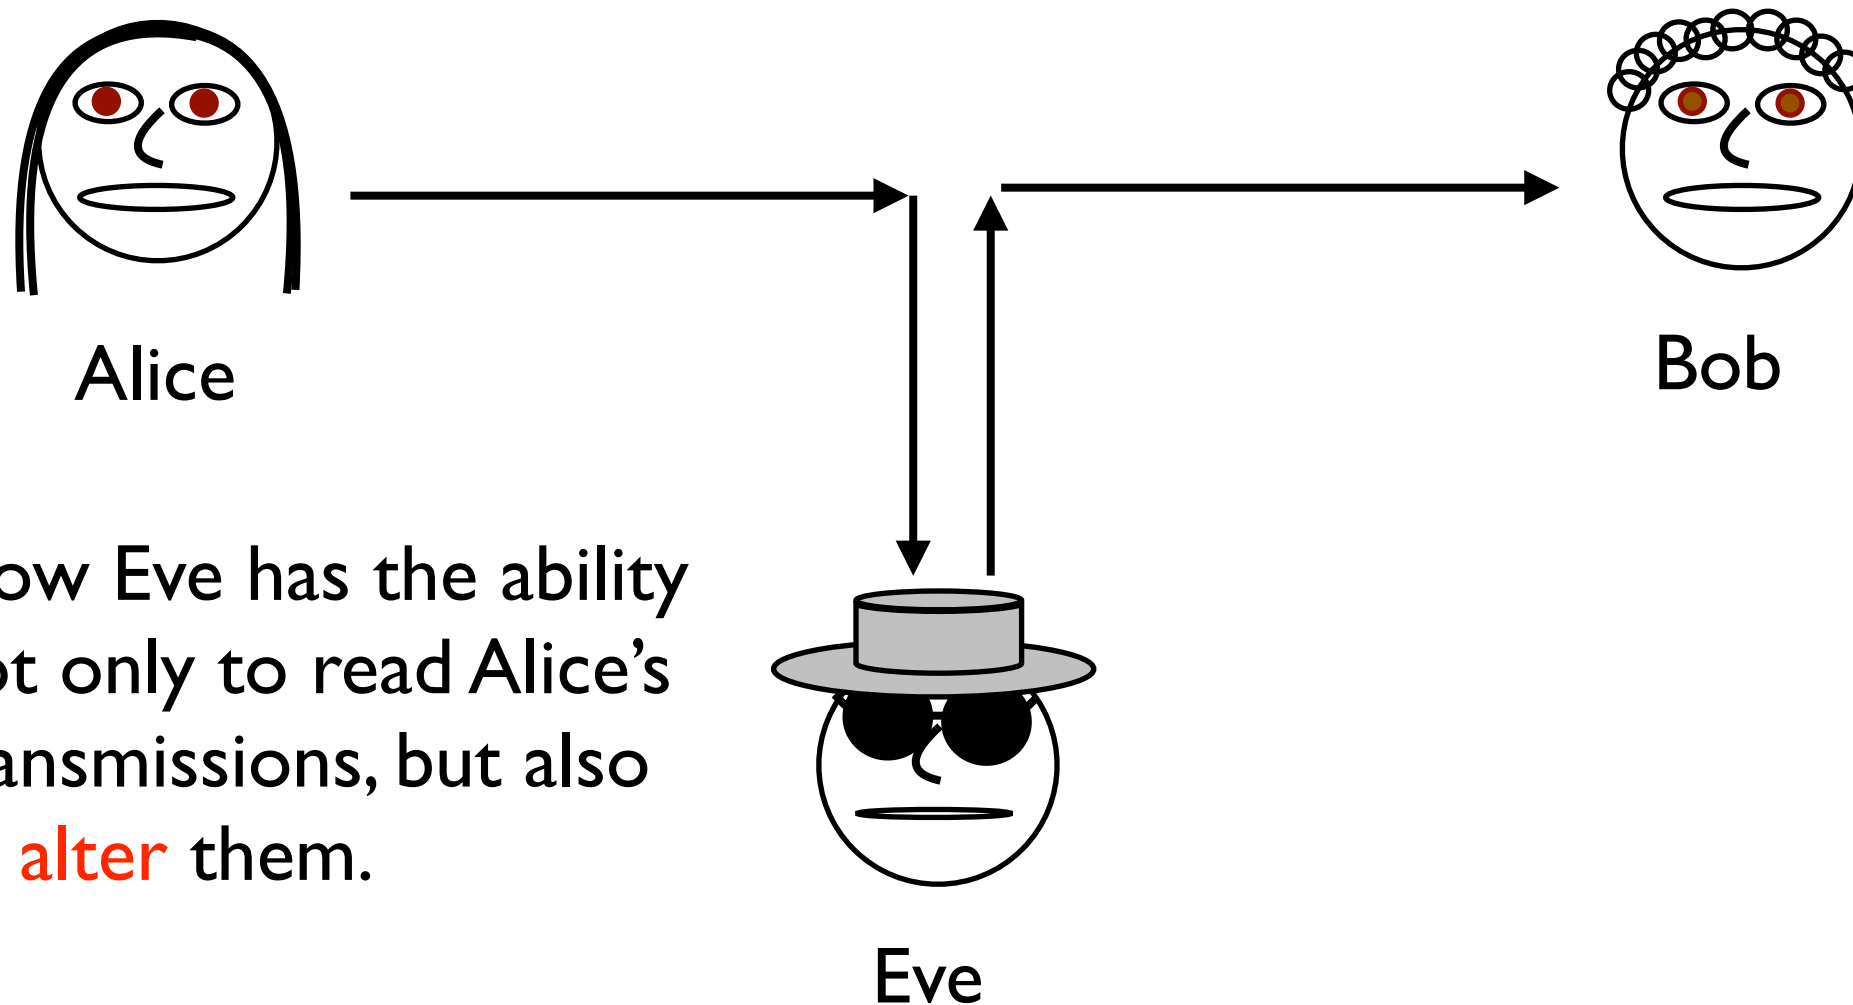 Alice
Bob
ow Eve has the ability
ot only to read Alice’s
ansmissions, but also
alter them.
Eve